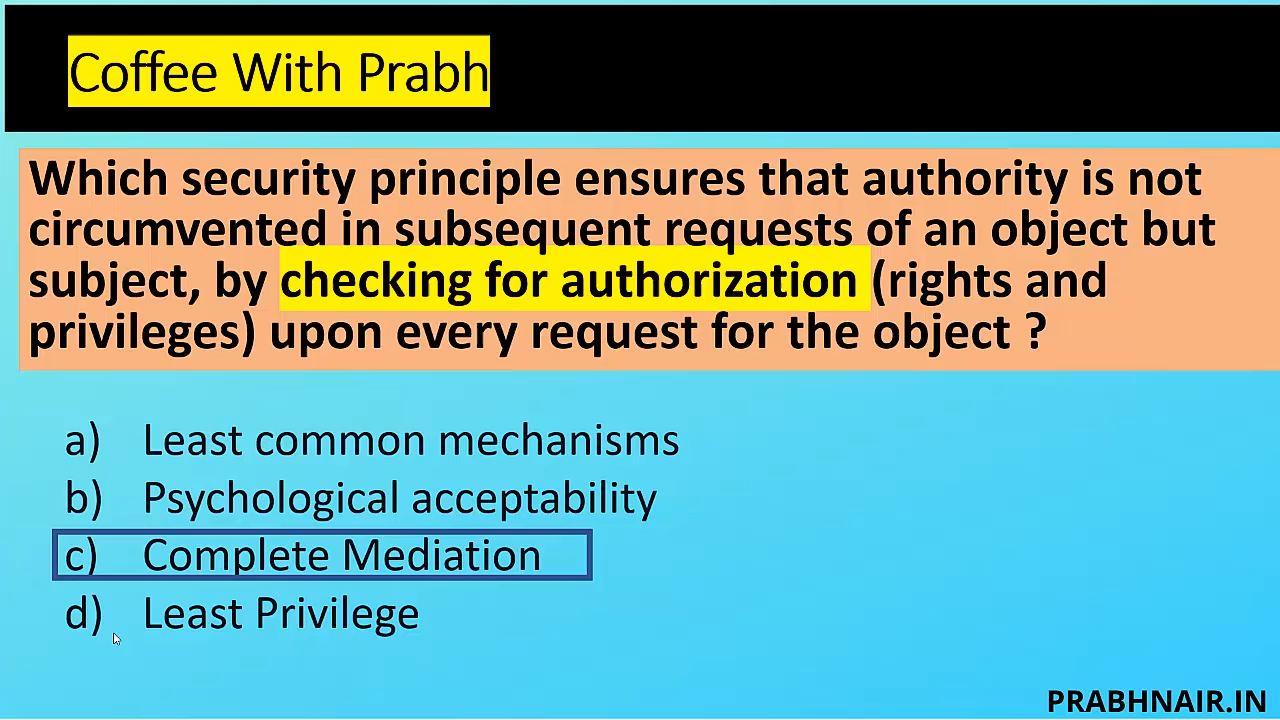 Coffee With Prabh
Which security principle ensures that authority is not
circumvented in subsequent requests of an object but
subject, by checking for authorization (rights and
privileges) upon every request for the object ?
a) Least common mechanisms
b) Psychological acceptability
c) Complete Mediation
d) Least Privilege
PRABHNAIR.IN